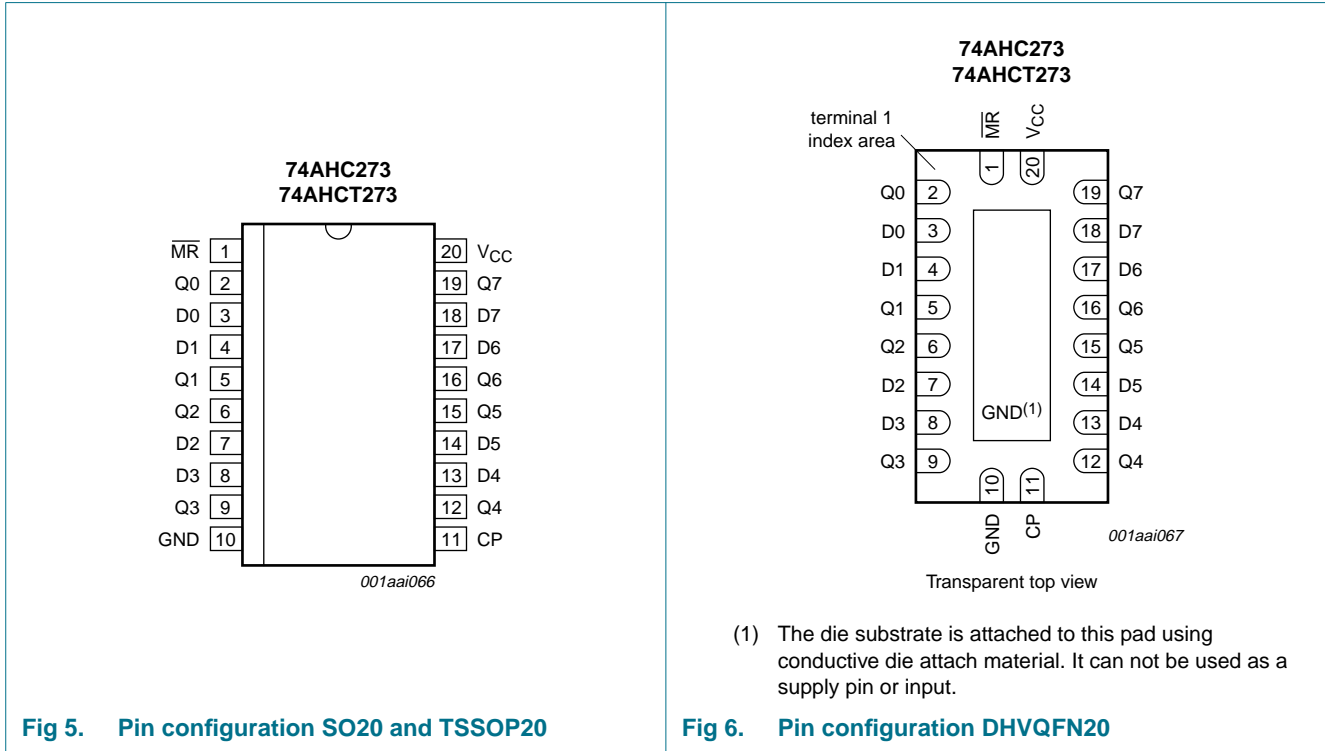 74AHC273
74AHCT273
MR 1
Q0 2
D0 3
D1 4
Q1 5
Q2 6
D2 7
D3 8
Q3 9
GND 10
20 VCC
19 Q7
18 D7
17 D6
16 Q6
15 Q5
14 D5
13 D4
12 Q4
11 CP
001aai066
Fig 5. Pin configuration SO20 and TSSOP20
74AHC273
74AHCT273
terminal 1
index area
MR
VCC
1
20
Q0 2
D0 3
D1 4
Q1 5
Q2 6
D2 7
D3 8
Q3 9
19 Q7
18 D7
17 D6
16 Q6
15 Q5
14 D5
13 D4
12 Q4
GND(1)
10
11
GND
CP
001aai067
Transparent top view
(1) The die substrate is attached to this pad using
conductive die attach material. It can not be used as a
supply pin or input.
Fig 6. Pin configuration DHVQFN20